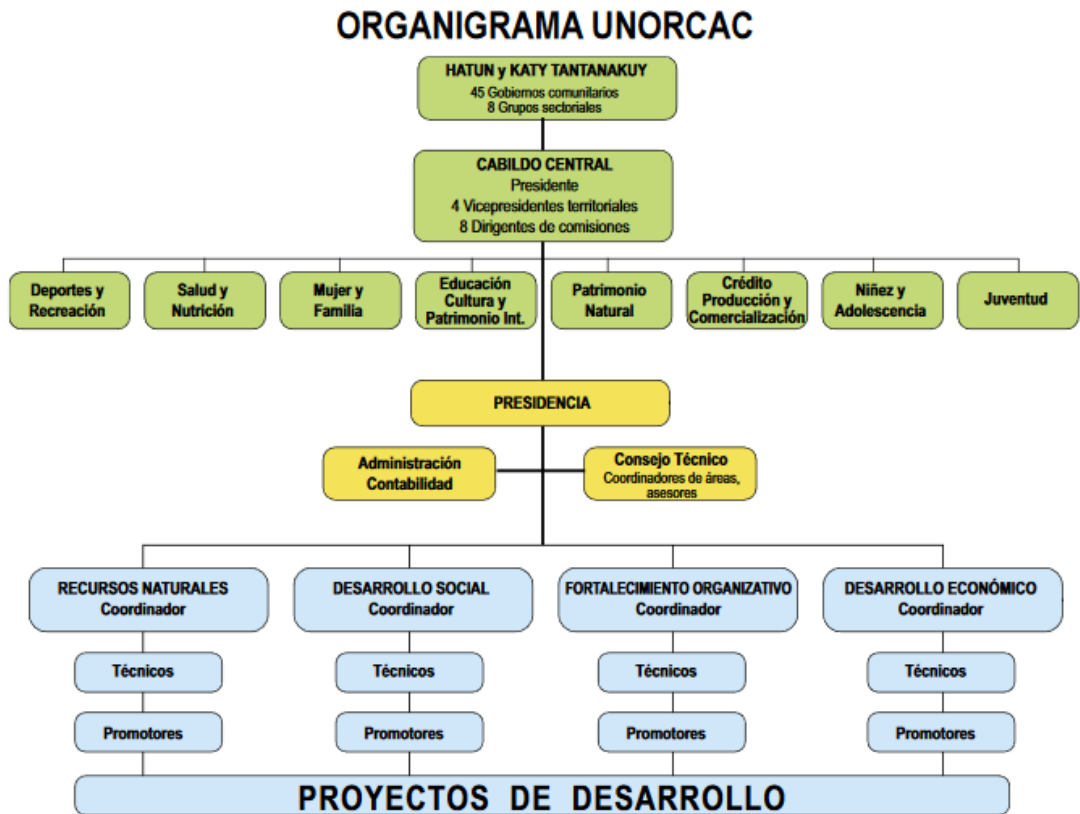 ORGANIGRAMA UNORCAC
HATUN y KATY TANTANAKUY
45 Gobiernos comunitarios
8 Grupos sectoriales
CABILDO CENTRAL
Presidente
4 Vicepresidentes territoriales
8 Dirigentes de comisiones
Deportes y
Recreación
Salud y
Nutrición
Mujer y
Familia
Educación
Cultura y
Patrimonio Int.
Patrimonio
Natural
Crédito
Producción y
Comercialización
Niñez y
Adolescencia
Juventud
PRESIDENCIA
Administración
Contabilidad
Consejo Técnico
Coordinadores de áreas,
asesores
RECURSOS NATURALES
Coordinador
DESARROLLO SOCIAL
Coordinador
FORTALECIMIENTO ORGANIZATIVO
Coordinador
DESARROLLO ECONÓMICO
Coordinador
Técnicos
Técnicos
Técnicos
Técnicos
Promotores
Promotores
Promotores
Promotores
PROYECTOS DE DESARROLLO